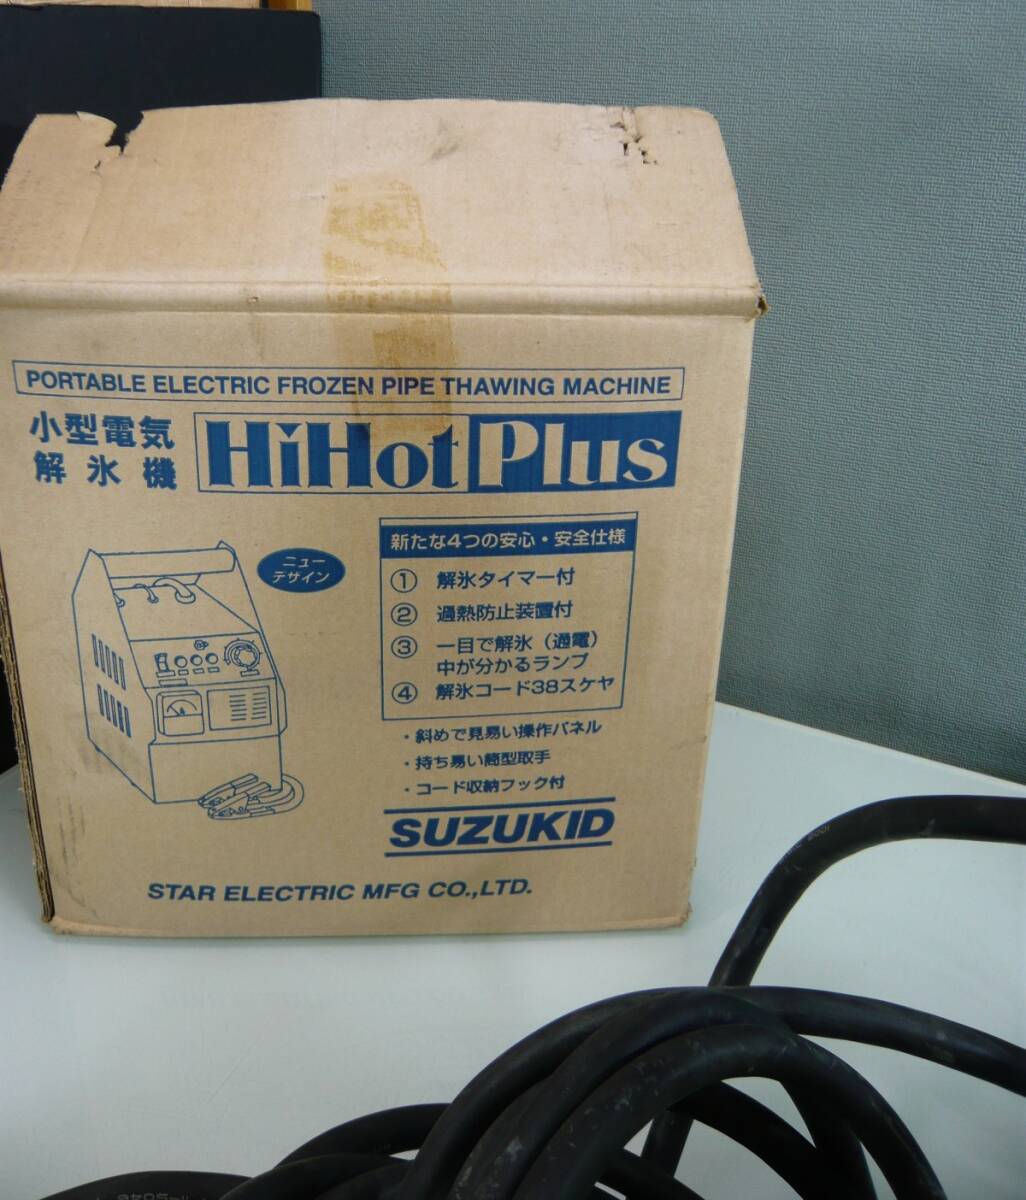 PORTABLE ELECTRIC FROZEN PIPE THAWING MACHINE
小型電気
解氷機
HiHot Plus
ニュー
デザイン
新たな4つの安心・安全仕様
① 解氷タイマー付
② 過熱防止装置付
③ 一目で解氷(通電)
中が分かるランプ
④ 解氷コード38スケヤ
・斜めで見易い操作パネル
・持ち易い筒型取手
・コード収納フック付
SUZUKID
STAR ELECTRIC MFG CO.,LTD.